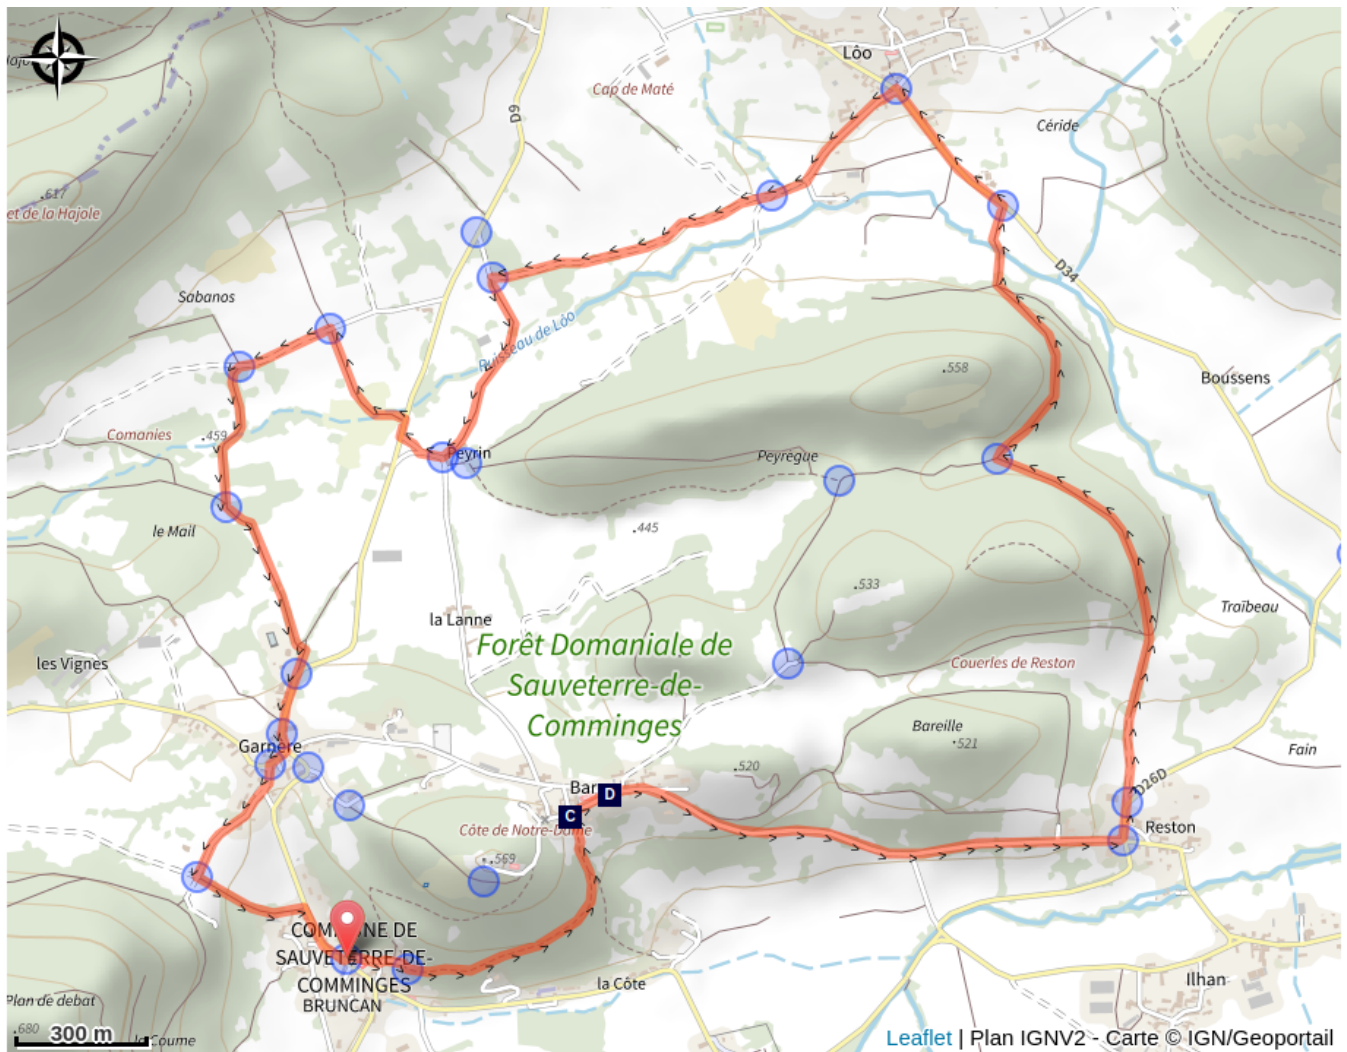 Lôo
Cap de Maté
D9
Céride
.617
et de la Hajole
D34
Sabanos
Ruisseau de Lôo
.558
Boussens
Comanies
.459
Peyrin
Peyrègue
le Mail
.445
.533
Traïbeau
la Lanne
Forêt Domaniale de
Sauveterre-de-
Comminges
les Vignes
Couerles de Reston
Bareille
.521
Garnère
Fain
.520
D26D
Bar
D
C
Reston
Côte de Notre-Dame
.569
COMMUNE DE
SAUVETERRE-DE-
COMMINGES
BRUNCAN
la Côte
Ilhan
Plan de debat
.680
300 m
la Coume
Leaflet | Plan IGNV2 - Carte © IGN/Geoportail